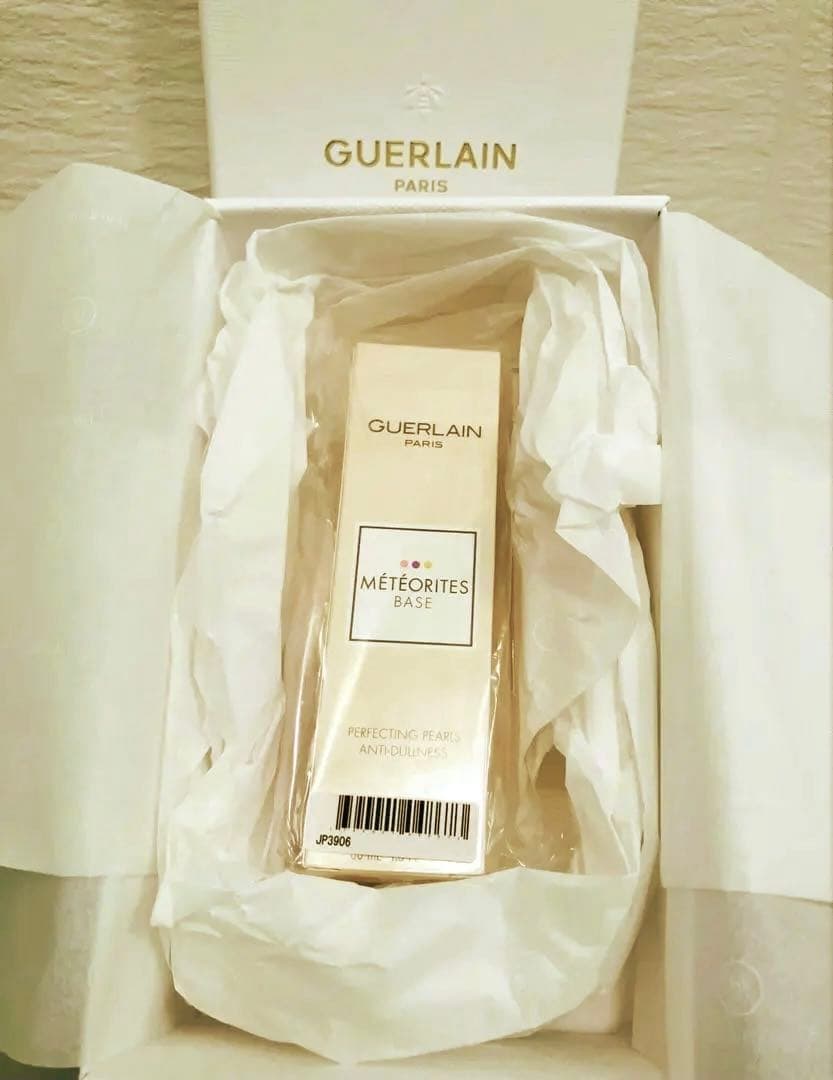 GUERLAIN
PARIS
GUERLAIN
PARIS
MÉTÉORITES
BASE
PERFECTING PEARLS
ANTI-DULLNESS
JP3906